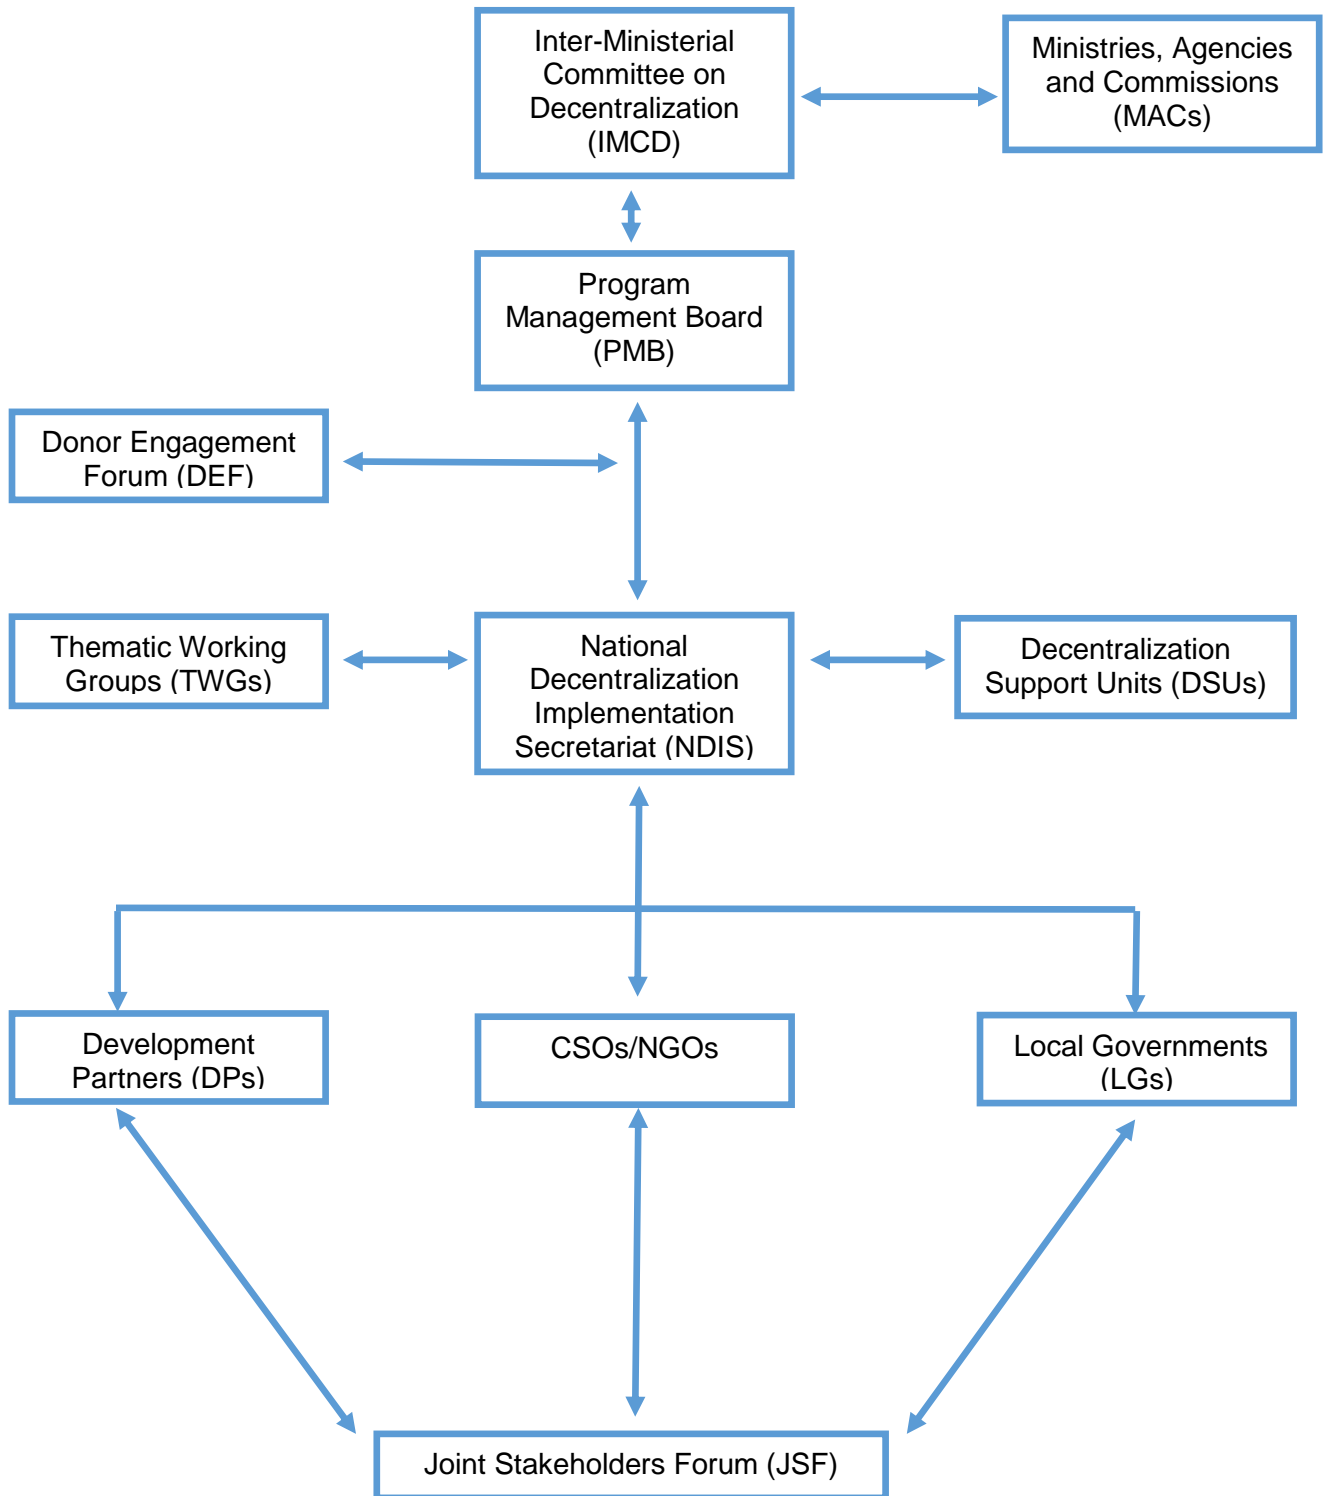 Inter-Ministerial
Committee on
Decentralization
(IMCD)
Ministries, Agencies
and Commissions
(MACs)
Program
Management Board
(PMB)
Donor Engagement
Forum (DEF)
Thematic Working
Groups (TWGs)
National
Decentralization
Implementation
Secretariat (NDIS)
Decentralization
Support Units (DSUs)
Development
Partners (DPs)
CSOs/NGOs
Local Governments
(LGs)
Joint Stakeholders Forum (JSF)